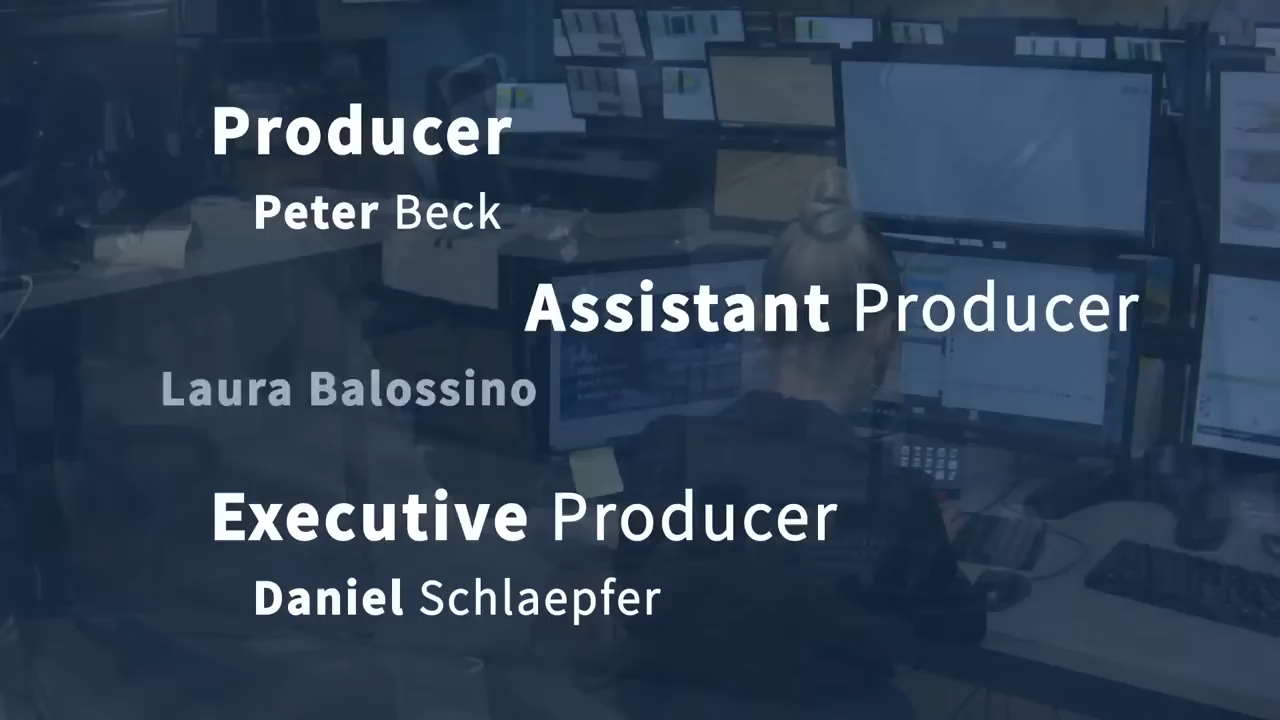 Producer
Peter Beck
Assistant Producer
Laura Balossino
Executive Producer
Daniel Schlaepfer